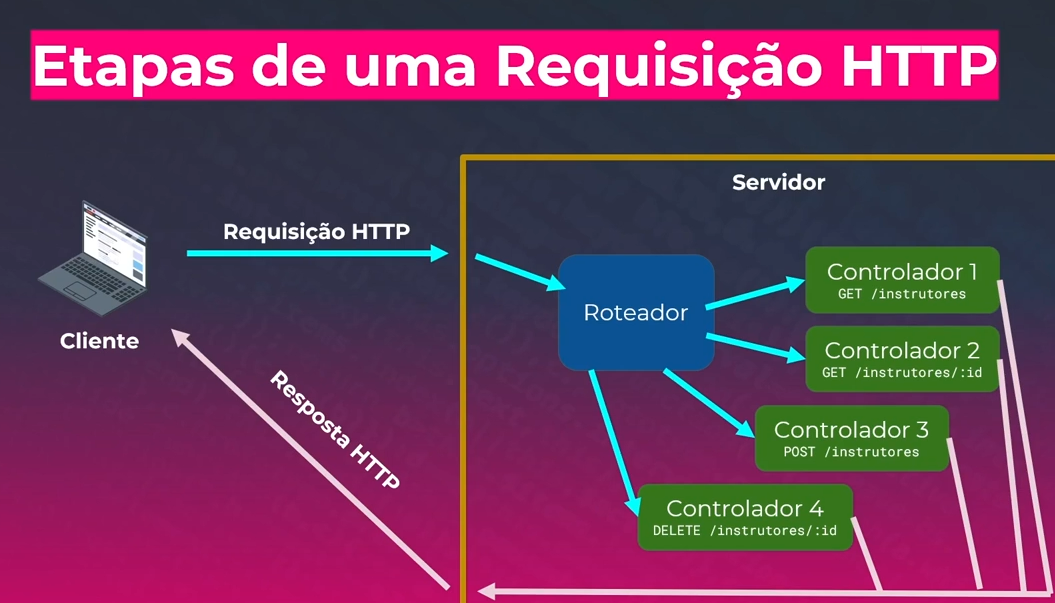 Etapas de uma Requisição HTTP
Servidor
Requisição HTTP
Cliente
Resposta HTTP
Roteador
Controlador 1
GET /instrutores
Controlador 2
GET /instrutores/:id
Controlador 3
POST /instrutores
Controlador 4
DELETE /instrutores/:id